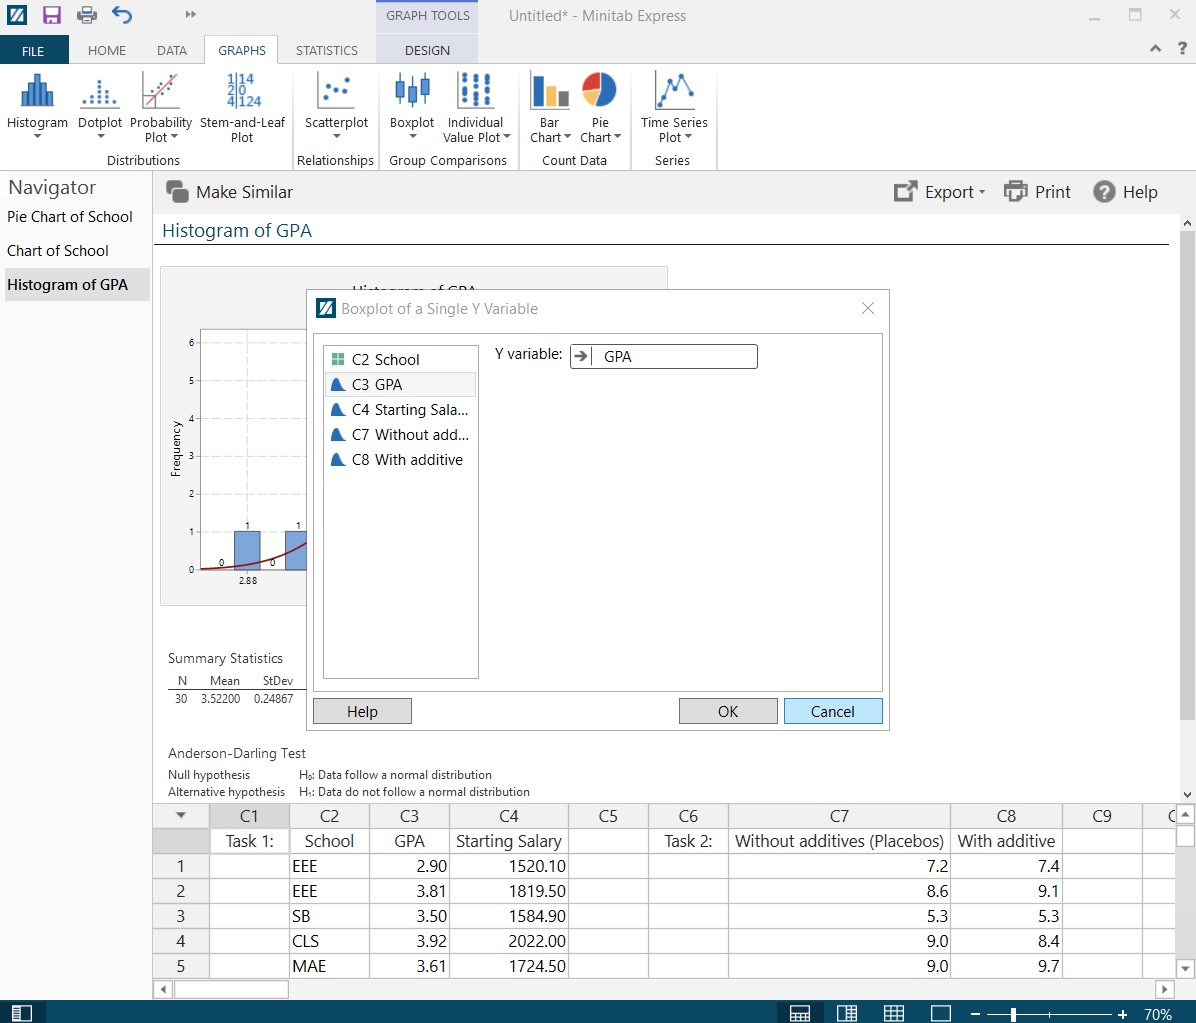 GRAPH TOOLS
Untitled* - Minitab Express
FILE
HOME
DATA
GRAPHS
STATISTICS
DESIGN
?
Histogram
Dotplot
Probability Plot
Stem-and-Leaf Plot
Scatterplot
Boxplot
Individual Value Plot
Bar Chart
Pie Chart
Time Series Plot
Distributions
Relationships
Group Comparisons
Count Data
Series
Navigator
Pie Chart of School
Chart of School
Histogram of GPA
Make Similar
Export
Print
Help
Histogram of GPA
Boxplot of a Single Y Variable
C2 School
C3 GPA
C4 Starting Sala...
C7 Without add...
C8 With additive
Y variable:
GPA
Help
OK
Cancel
Frequency
6
5
4
3
2
1
0
0
1
0
1
2.88
Summary Statistics
N Mean StDev
30 3.52200 0.24867
Anderson-Darling Test
Null hypothesis H₀: Data follow a normal distribution
Alternative hypothesis H₁: Data do not follow a normal distribution
C1 C2 C3 C4 C5 C6 C7 C8 C9
Task 1: School GPA Starting Salary Task 2: Without additives (Placebos) With additive
1 EEE 2.90 1520.10 7.2 7.4
2 EEE 3.81 1819.50 8.6 9.1
3 SB 3.50 1584.90 5.3 5.3
4 CLS 3.92 2022.00 9.0 8.4
5 MAE 3.61 1724.50 9.0 9.7
70%